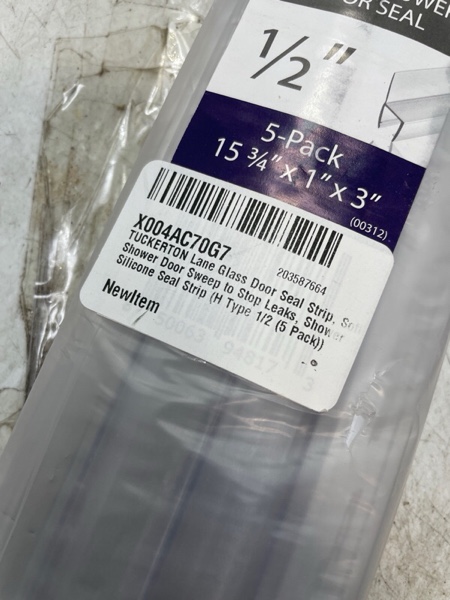 OR SEAL
1/2"
5-Pack
15 3/4" x 1" x 3"
(00312)
X004AC70G7
203587664
TUCKERTON Lane Glass Door Seal Strip,
Shower Door Sweep to Stop Leaks, Shower
Silicone Seal Strip (H Type 1/2 (5 Pack))
NewItem